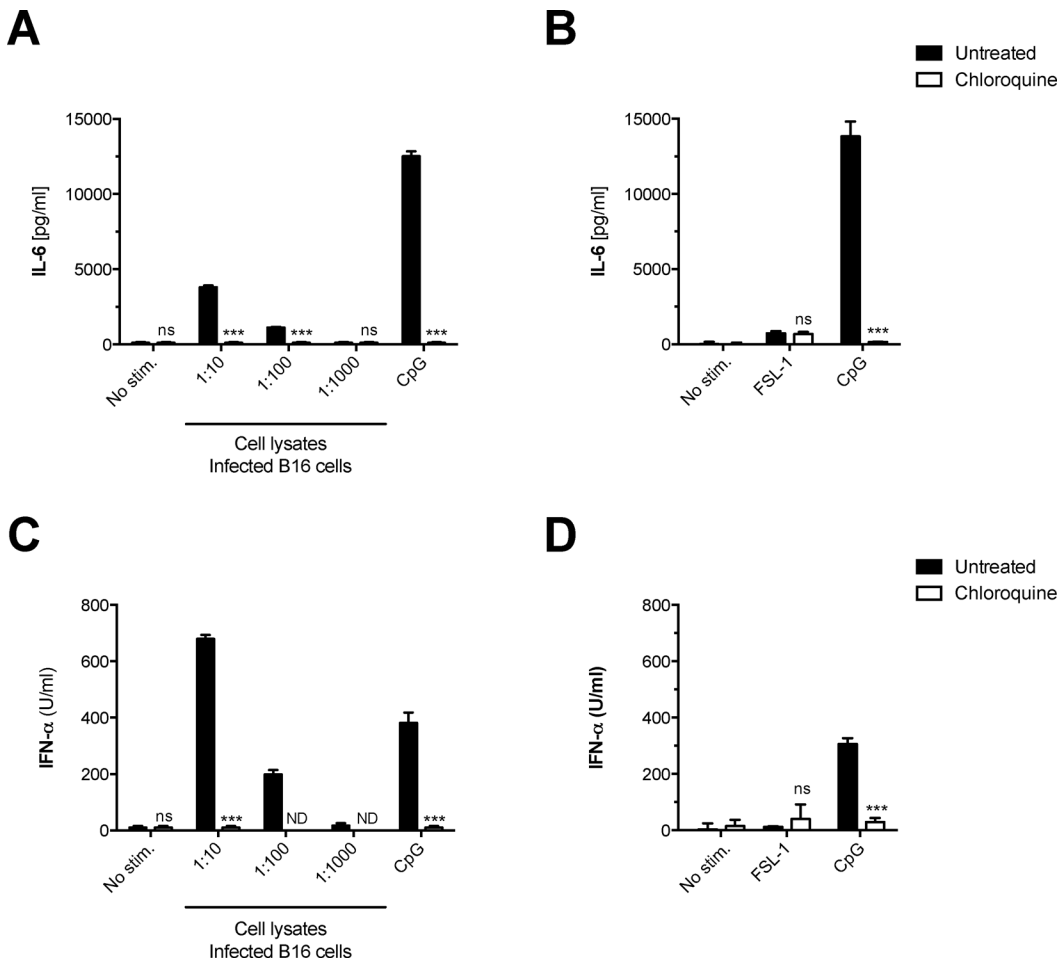 A
B
Untreated
Chloroquine
IL-6 [pg/ml]
15000
10000
5000
0
ns
***
***
ns
***
No stim.
1:10
1:100
1:1000
CpG
Cell lysates
Infected B16 cells
IL-6 [pg/ml]
15000
10000
5000
0
ns
***
No stim.
FSL-1
CpG
C
D
Untreated
Chloroquine
IFN-α (U/ml)
800
600
400
200
0
ns
***
ND
ND
***
No stim.
1:10
1:100
1:1000
CpG
Cell lysates
Infected B16 cells
IFN-α (U/ml)
800
600
400
200
0
ns
***
No stim.
FSL-1
CpG